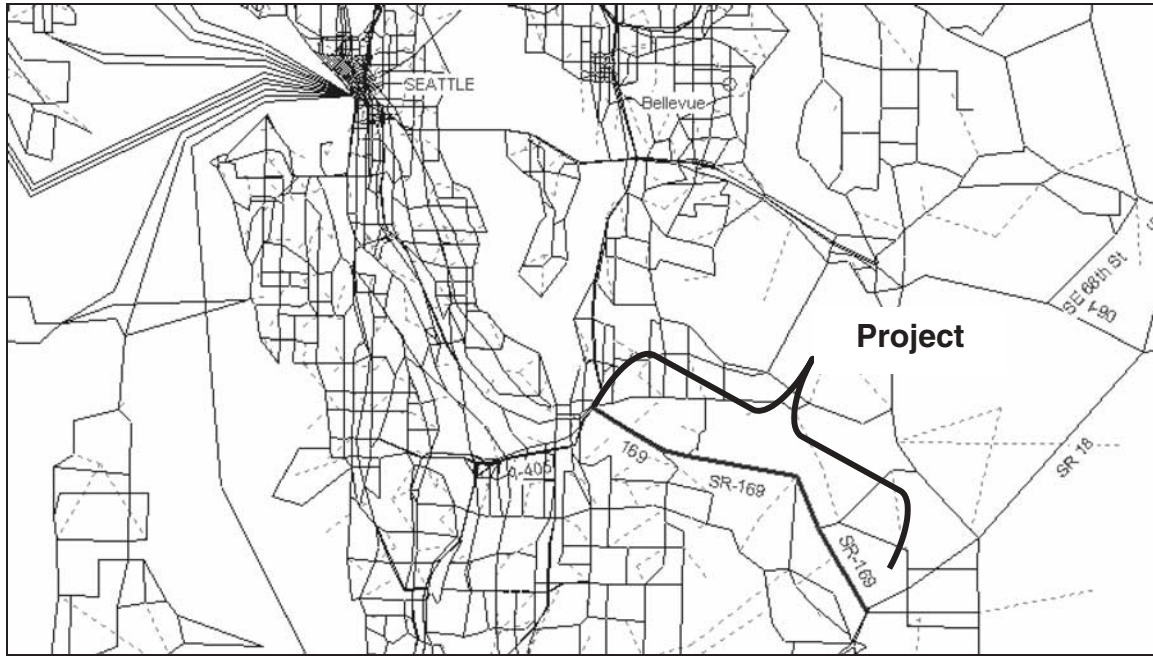 SEATTLE
Bellevue
SE 68th St
I-90
Project
SR 18
169
SR-169
I-405
SR-169